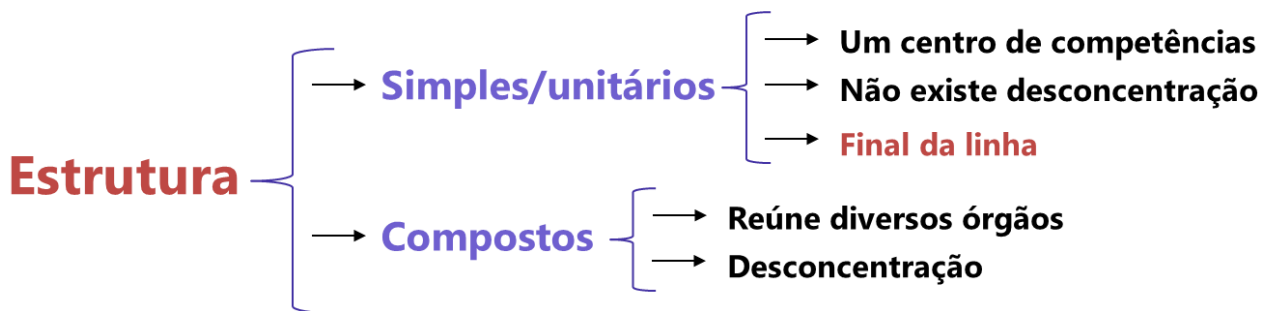 Estrutura
Simples/unitários
Um centro de competências
Não existe desconcentração
Final da linha
Compostos
Reúne diversos órgãos
Desconcentração